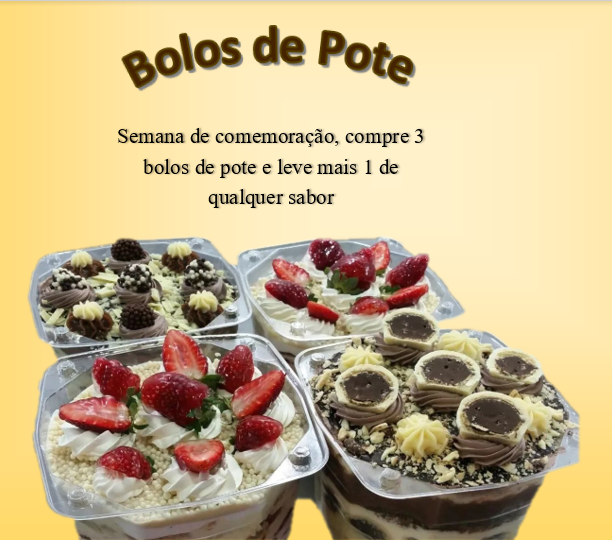 Bolos de Pote
Semana de comemoração, compre 3
bolos de pote e leve mais 1 de
qualquer sabor